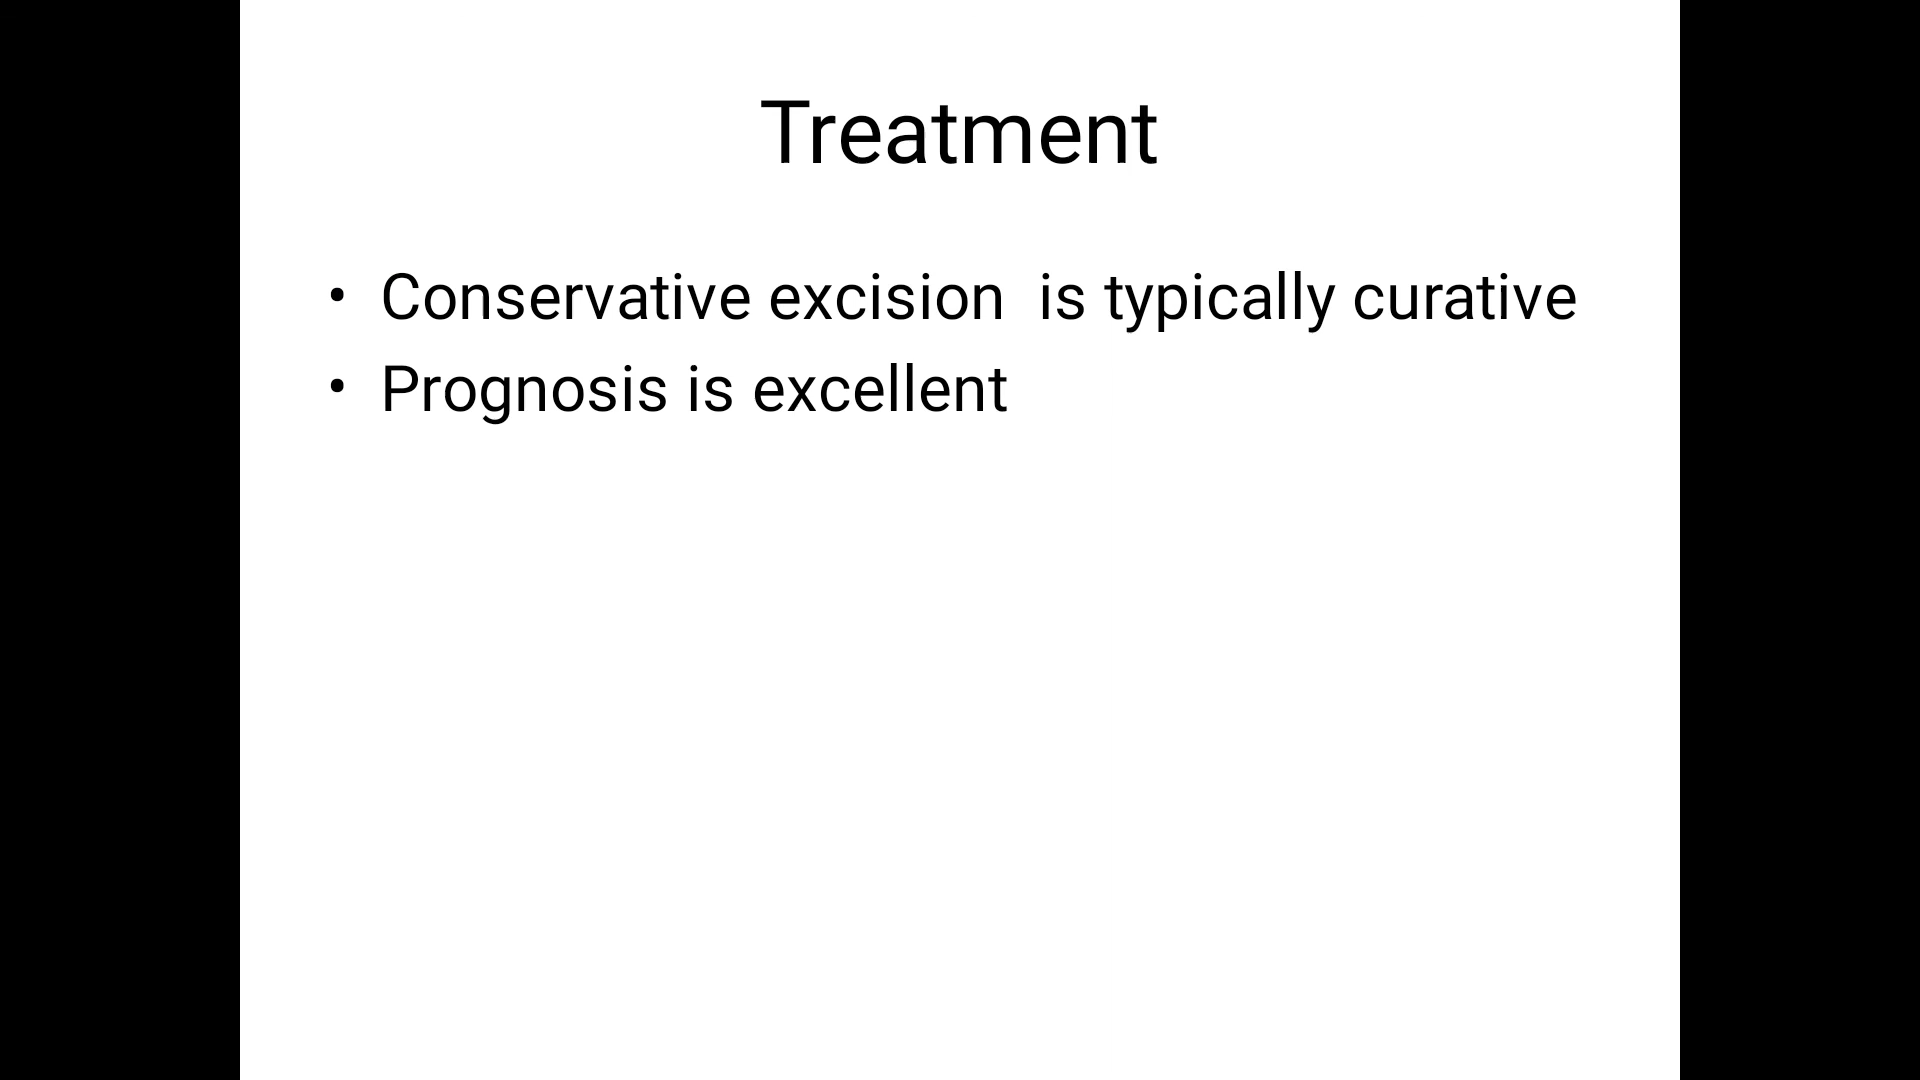 Treatment
• Conservative excision  is typically curative
• Prognosis is excellent